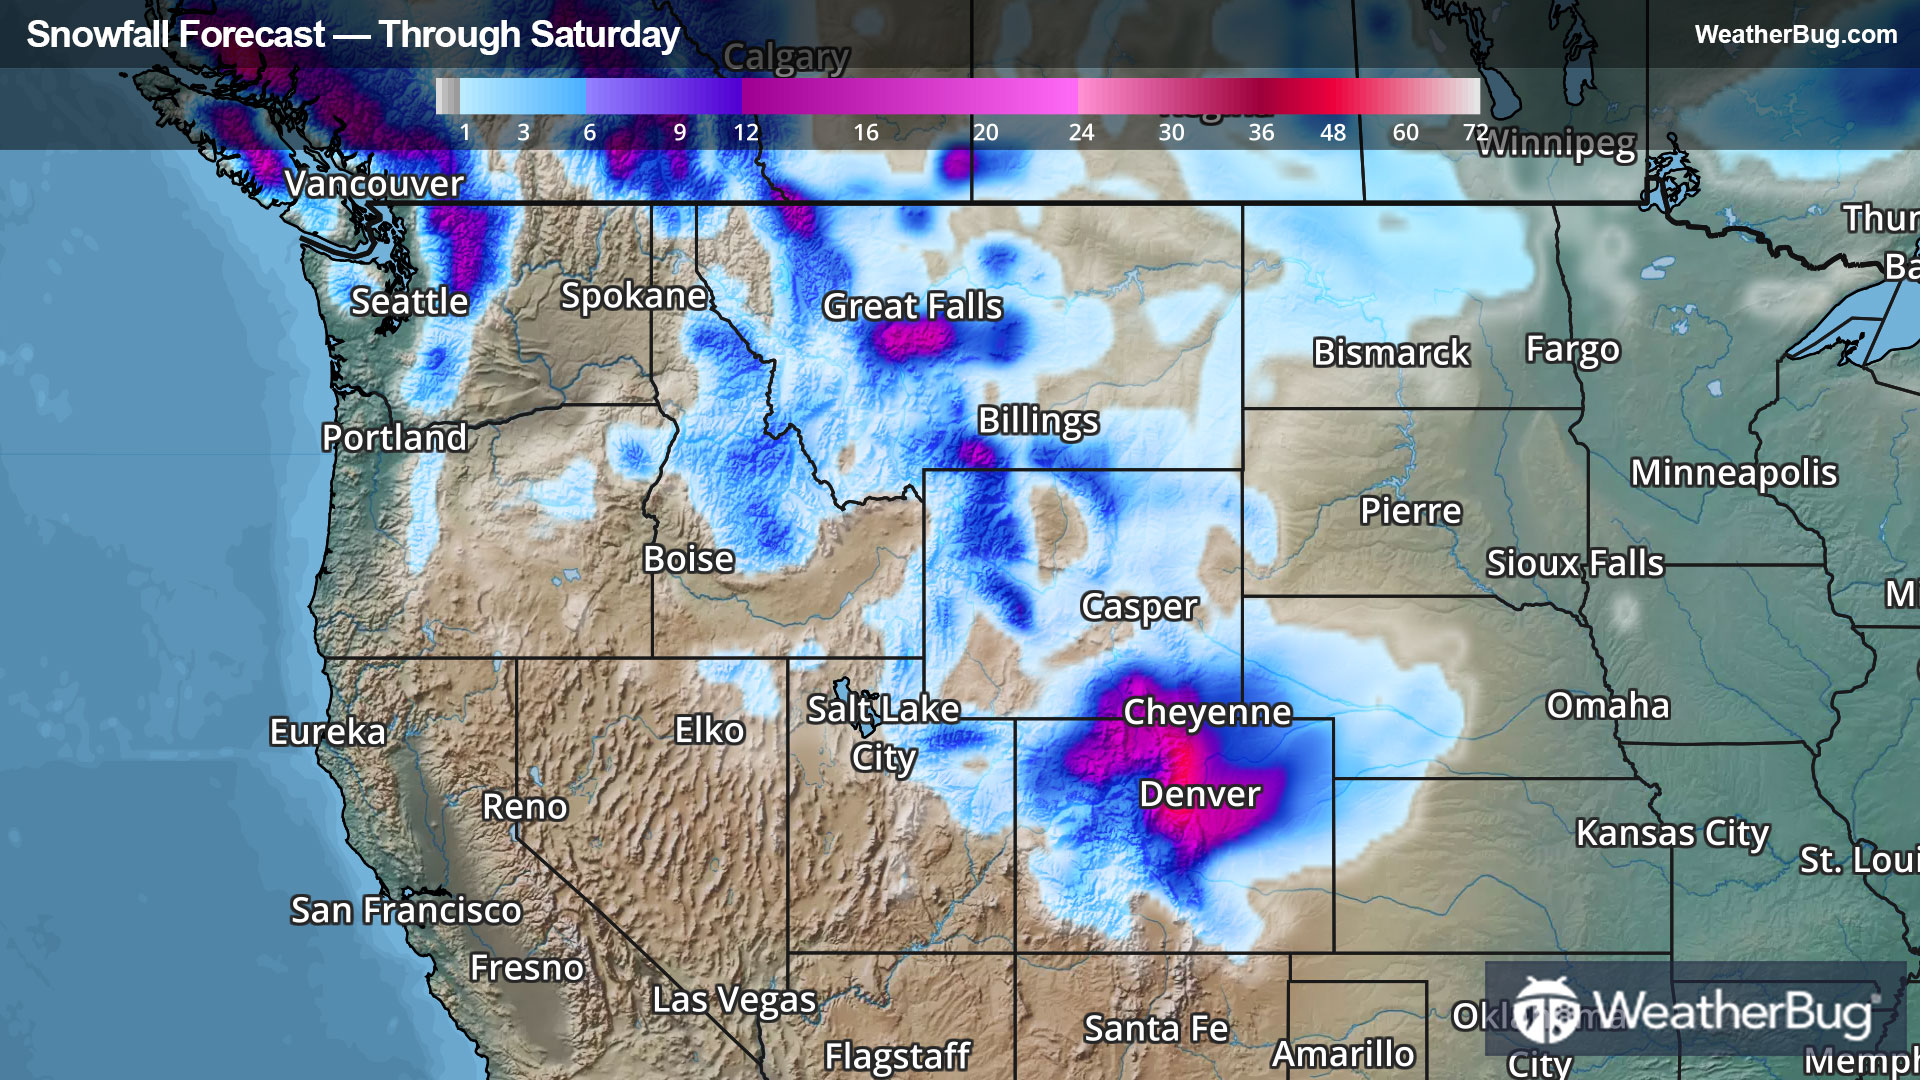 Snowfall Forecast — Through Saturday
WeatherBug.com
Calgary
1 3 6 9 12 16 20 24 30 36 48 60 72
Winnipeg
Vancouver
Thur
Ba
Seattle
Spokane
Great Falls
Bismarck
Fargo
Billings
Portland
Minneapolis
Pierre
Boise
Sioux Falls
Mi
Casper
Omaha
Salt Lake
City
Cheyenne
Eureka
Elko
Denver
Reno
Kansas City
St. Loui
San Francisco
Fresno
Las Vegas
Santa Fe
Flagstaff
Amarillo
Oklahoma
City
WeatherBug
Memph